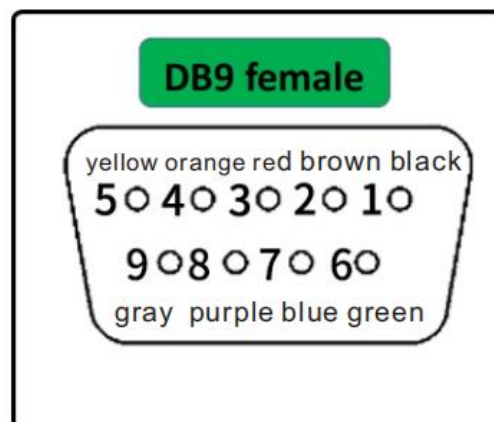 DB9 female
yellow orange red brown black
5 4 3 2 1
9 8 7 6
gray purple blue green